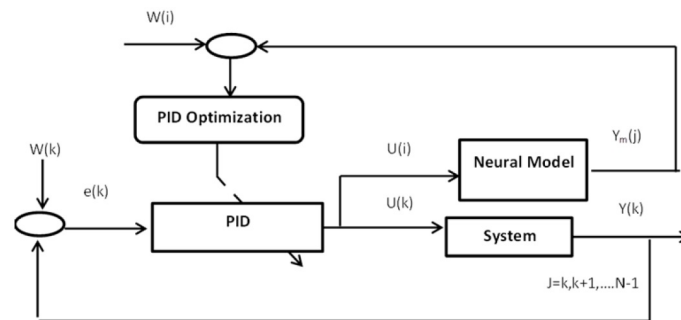 W(i)
PID Optimization
W(k)
e(k)
PID
U(i)
Neural Model
Yₘ(j)
U(k)
System
Y(k)
J=k,k+1,....N-1